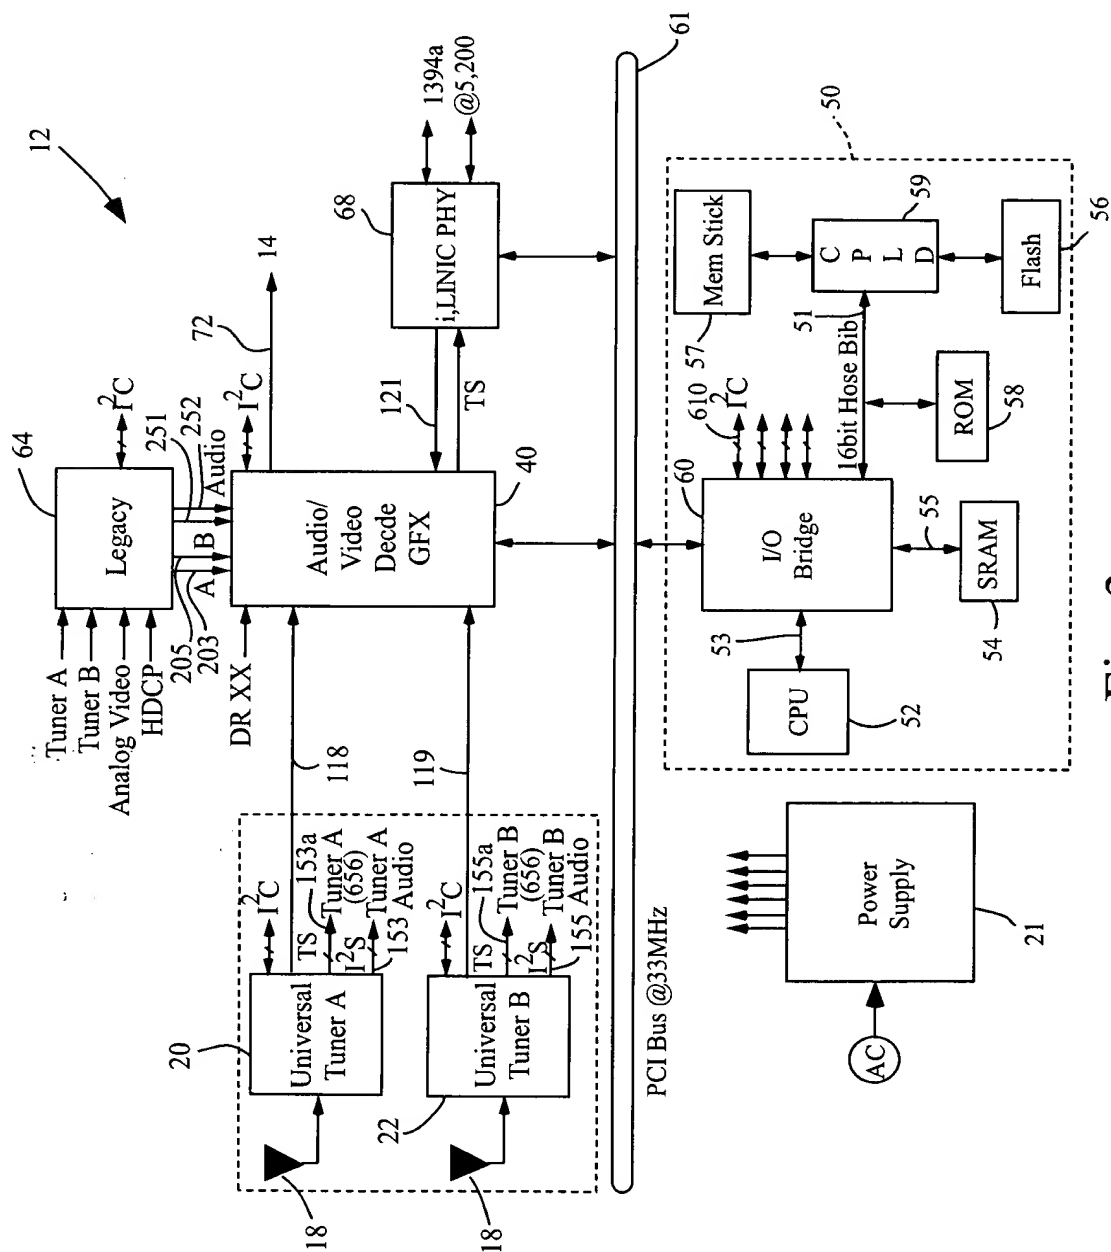 12
64
Tuner A
Tuner B
Analog Video
HDCP
Legacy
I²C
205
203
A
B
251
252
Audio
DR XX
Audio/
Video
Decde
GFX
40
I²C
72
14
68
i,LINIC PHY
1394a
@5,200
121
TS
118
119
20
Universal
Tuner A
I²C
TS
153a
Tuner A
(656)
I²S
Tuner A
Audio
153
18
22
Universal
Tuner B
I²C
TS
155a
Tuner B
(656)
I²S
Tuner B
Audio
155
18
PCI Bus @33MHz
61
50
60
I/O
Bridge
610
I²C
53
CPU
52
55
SRAM
54
16bit Hose Bib
51
ROM
58
Mem Stick
57
C
P
L
D
59
Flash
56
AC
Power
Supply
21